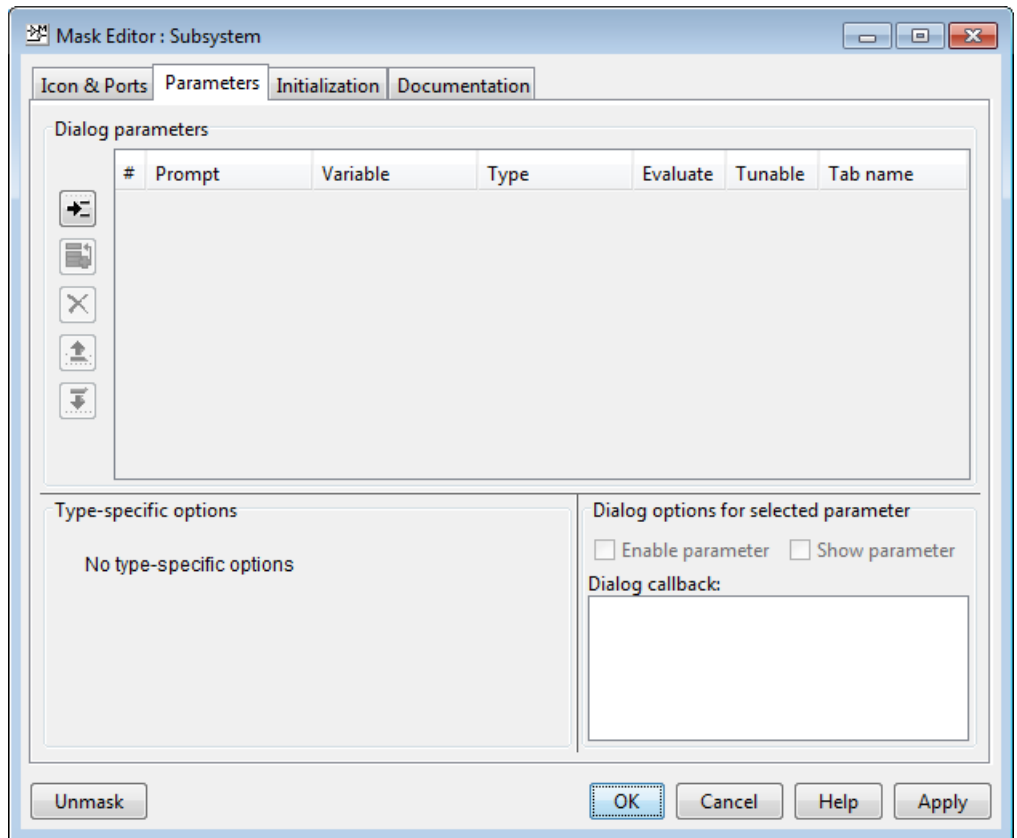 Mask Editor : Subsystem
Icon & Ports Parameters Initialization Documentation
Dialog parameters
# Prompt Variable Type Evaluate Tunable Tab name
Type-specific options
No type-specific options
Dialog options for selected parameter
Enable parameter Show parameter
Dialog callback:
Unmask OK Cancel Help Apply